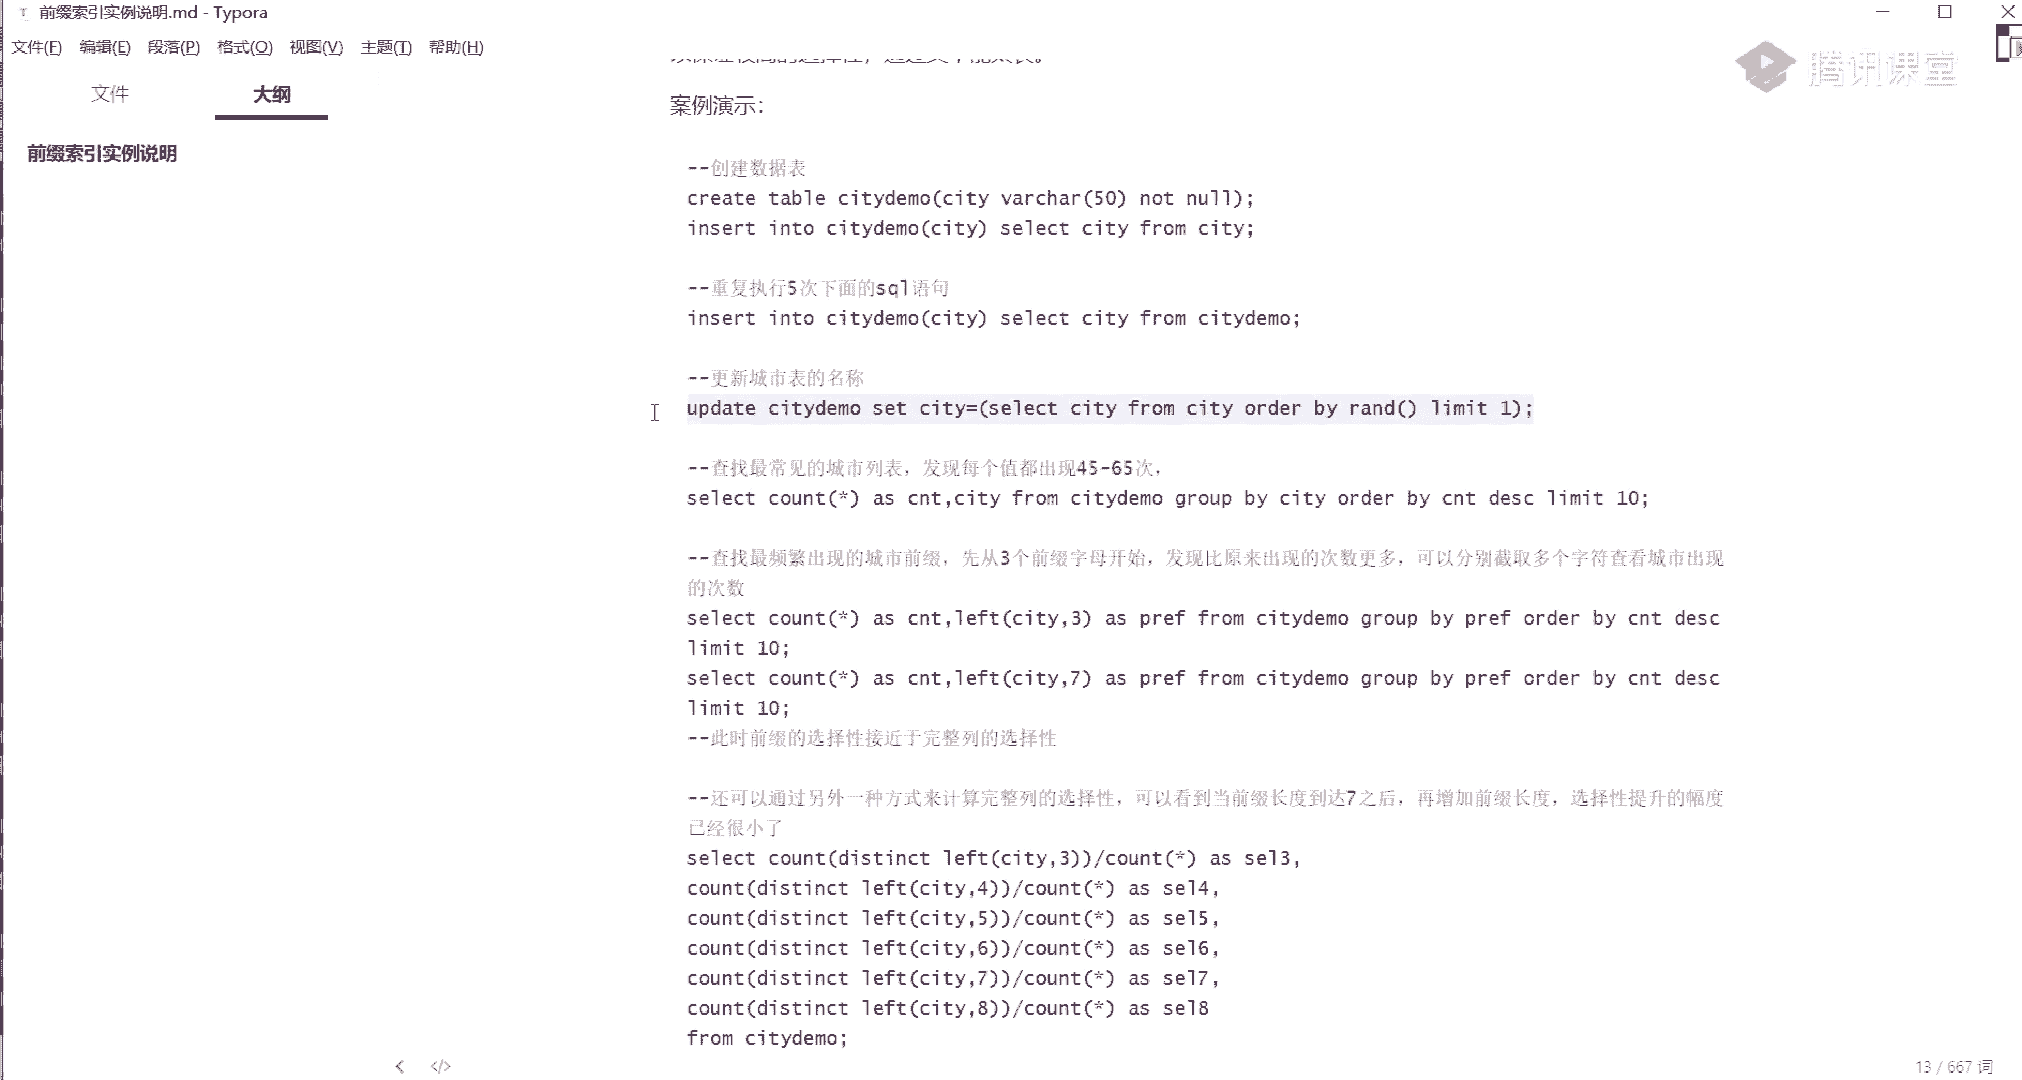 前缀索引实例说明.md - Typora
文件(F) 编辑(E) 段落(P) 格式(O) 视图(V) 主题(T) 帮助(H)
腾讯课堂
文件 大纲
前缀索引实例说明
案例演示：
--创建数据表
create table citydemo(city varchar(50) not null);
insert into citydemo(city) select city from city;
--重复执行5次下面的sql语句
insert into citydemo(city) select city from citydemo;
--更新城市表的名称
update citydemo set city=(select city from city order by rand() limit 1);
--查找最常见的城市列表，发现每个值都出现45-65次，
select count(*) as cnt,city from citydemo group by city order by cnt desc limit 10;
--查找最频繁出现的城市前缀，先从3个前缀字母开始，发现比原来出现的次数更多，可以分别截取多个字符查看城市出现
的次数
select count(*) as cnt,left(city,3) as pref from citydemo group by pref order by cnt desc
limit 10;
select count(*) as cnt,left(city,7) as pref from citydemo group by pref order by cnt desc
limit 10;
--此时前缀的选择性接近于完整列的选择性
--还可以通过另外一种方式来计算完整列的选择性，可以看到当前缀长度到达7之后，再增加前缀长度，选择性提升的幅度
已经很小了
select count(distinct left(city,3))/count(*) as sel3,
count(distinct left(city,4))/count(*) as sel4,
count(distinct left(city,5))/count(*) as sel5,
count(distinct left(city,6))/count(*) as sel6,
count(distinct left(city,7))/count(*) as sel7,
count(distinct left(city,8))/count(*) as sel8
from citydemo;
13 / 667 词